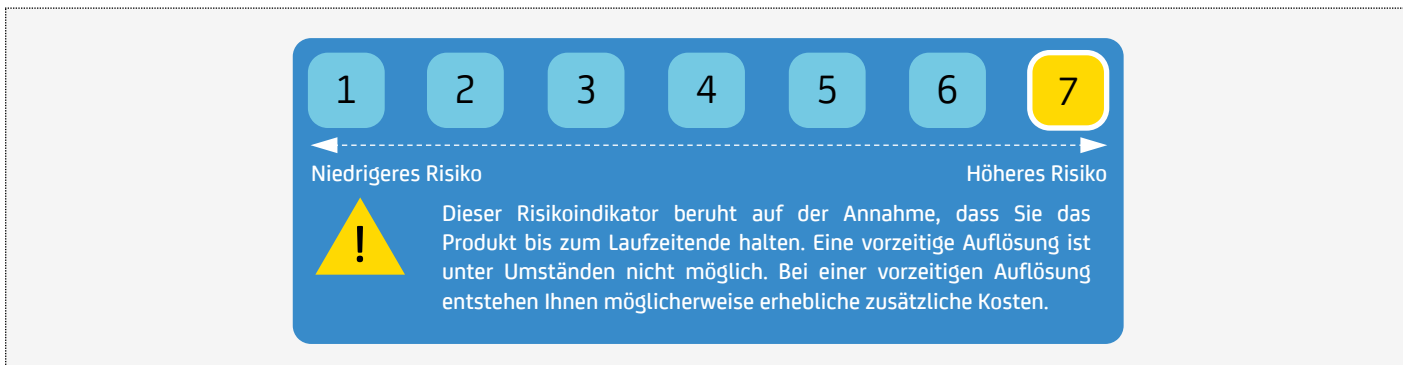 1 2 3 4 5 6 7
Niedrigeres Risiko Höheres Risiko
! Dieser Risikoindikator beruht auf der Annahme, dass Sie das
Produkt bis zum Laufzeitende halten. Eine vorzeitige Auflösung ist
unter Umständen nicht möglich. Bei einer vorzeitigen Auflösung
entstehen Ihnen möglicherweise erhebliche zusätzliche Kosten.